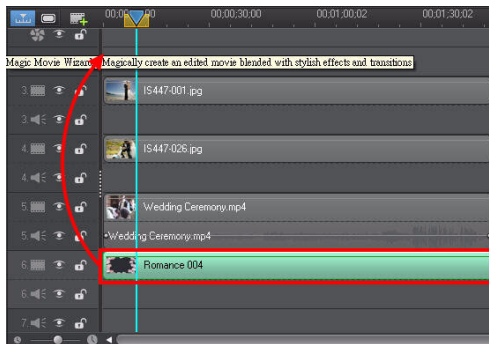 00;00;00;00 00;00;30;00 00;01;00;02 00;01;30;02
Magic Movie Wizard: Magically create an edited movie blended with stylish effects and transitions
3. IS447-001.jpg
3.
4. IS447-026.jpg
4.
5. Wedding Ceremony.mp4
5. Wedding Ceremony.mp4
6. Romance 004
6.
7.